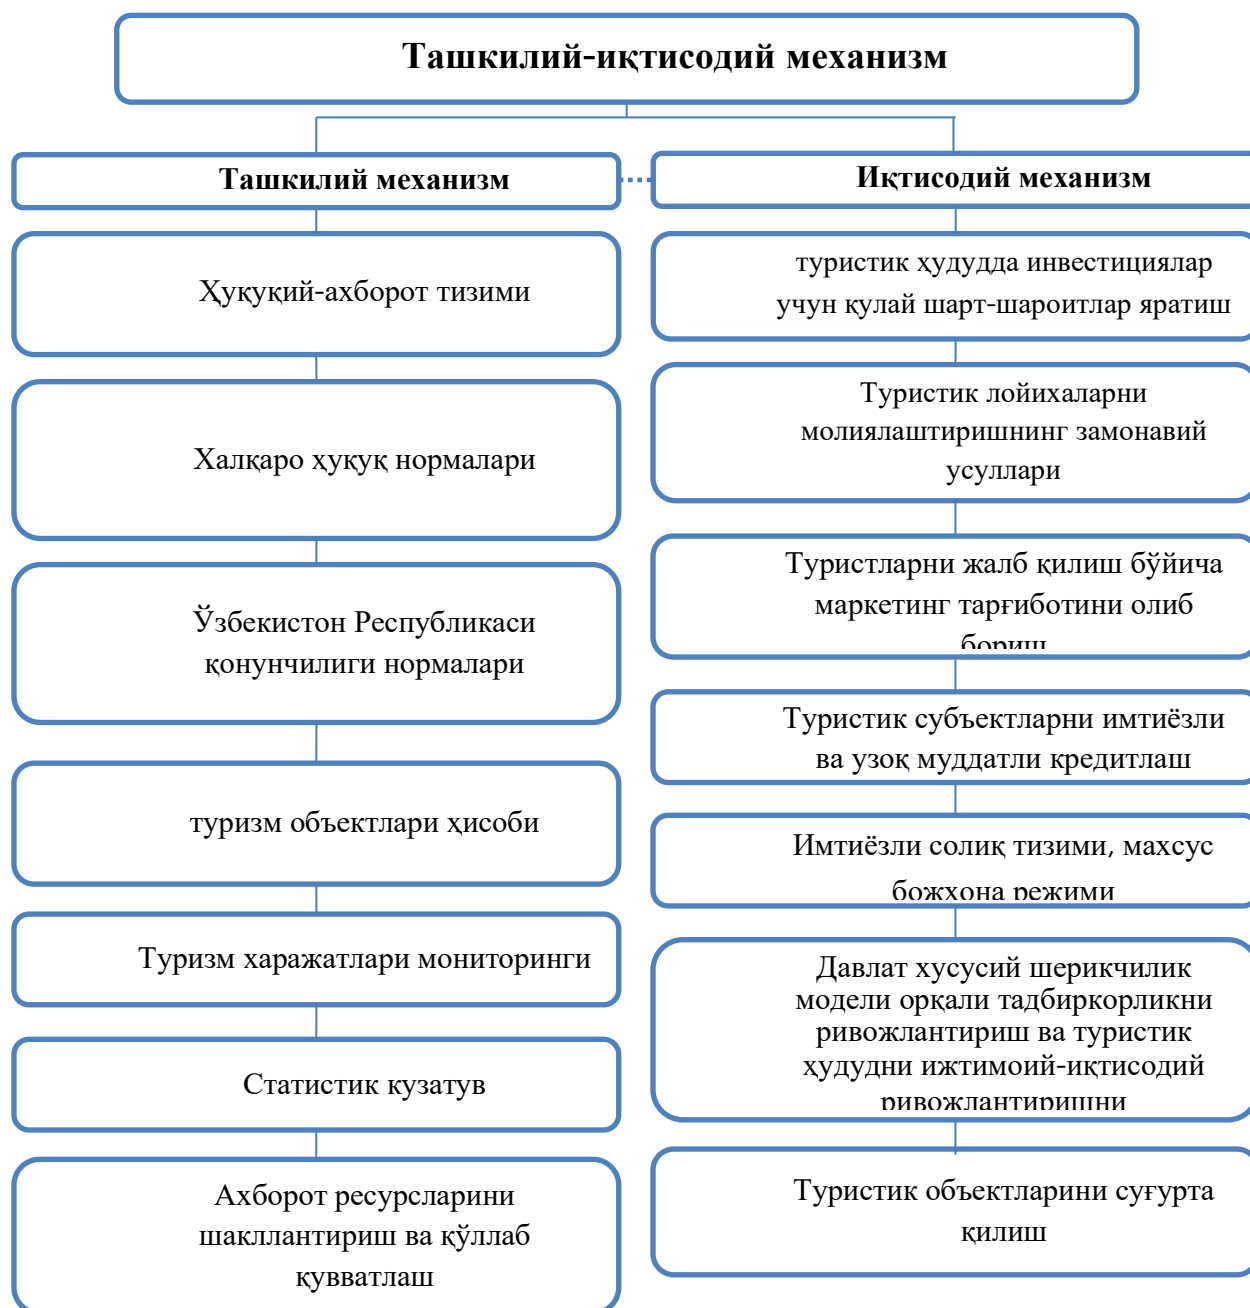 Ташкилий-иқтисодий механизм
Ташкилий механизм
Ҳуқуқий-ахборот тизими
Халқаро ҳуқуқ нормалари
Ўзбекистон Республикаси
қонунчилиги нормалари
туризм объектлари ҳисоби
Туризм харажатлари мониторинги
Статистик кузатув
Ахборот ресурсларини
шакллантириш ва қўллаб
қувватлаш
Иқтисодий механизм
туристик ҳудудда инвестициялар
учун қулай шарт-шароитлар яратиш
Туристик лойихаларни
молиялаштиришнинг замонавий
усуллари
Туристларни жалб қилиш бўйича
маркетинг тарғиботини олиб
бориш
Туристик субъектларни имтиёзли
ва узоқ муддатли кредитлаш
Имтиёзли солиқ тизими, махсус
божхона режими
Давлат хусусий шерикчилик
модели орқали тадбиркорликни
ривожлантириш ва туристик
ҳудудни ижтимоий-иқтисодий
ривожлантиришни
Туристик объектларини суғурта
қилиш